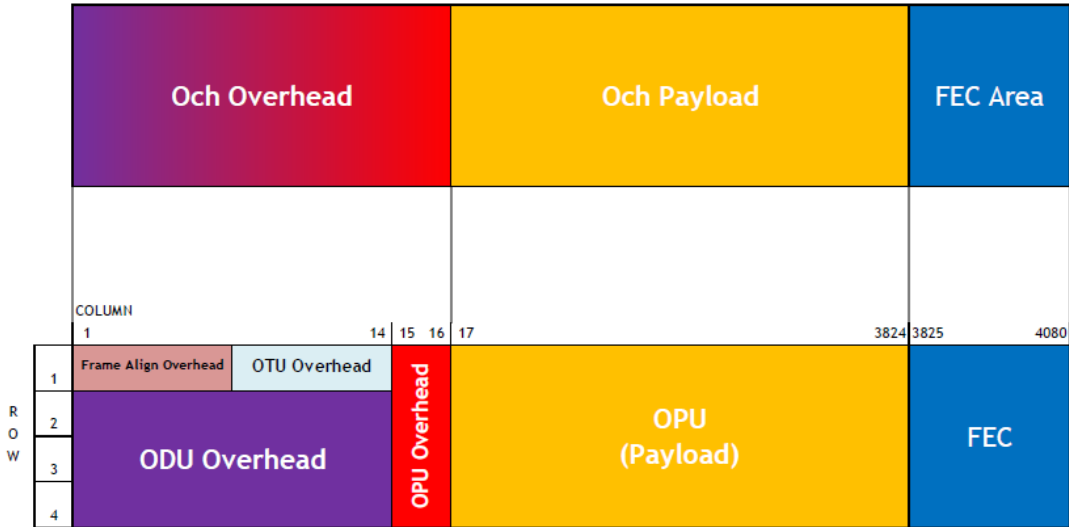 Och Overhead
Och Payload
FEC Area
COLUMN
1 14 15 16 17 3824 3825 4080
ROW
1
2
3
4
Frame Align Overhead
OTU Overhead
ODU Overhead
OPU Overhead
OPU
(Payload)
FEC